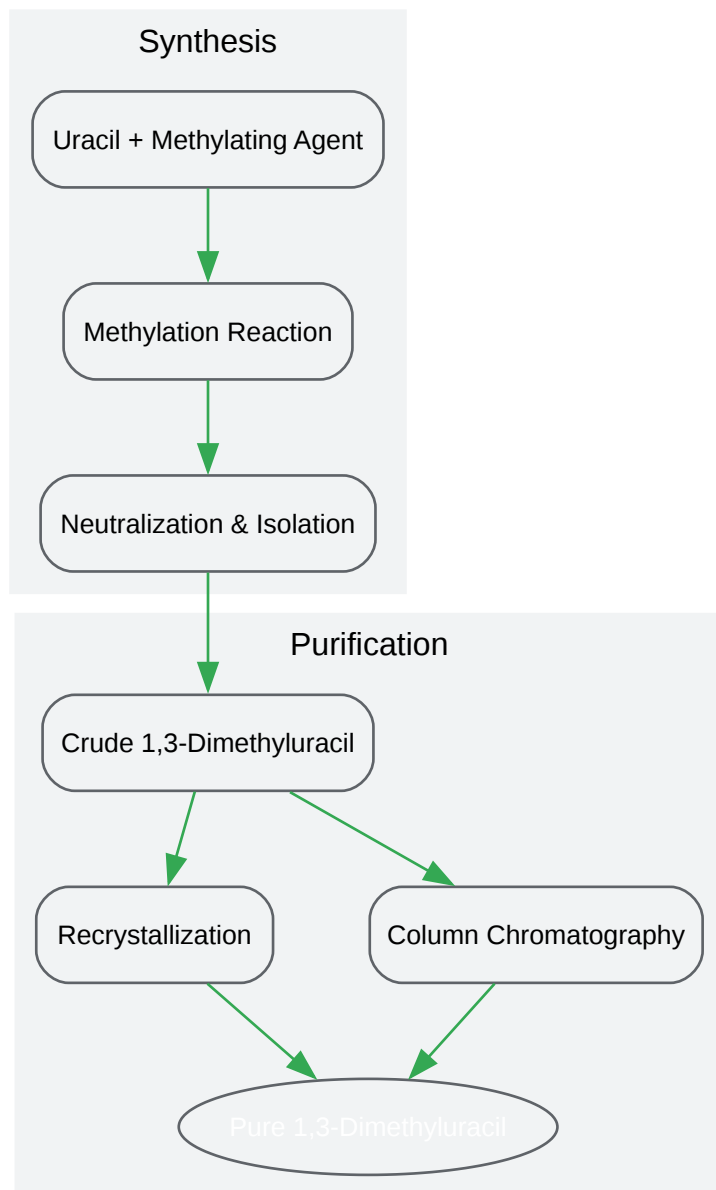 Synthesis
Uracil + Methylating Agent
Methylation Reaction
Neutralization & Isolation
Purification
Crude 1,3-Dimethyluracil
Recrystallization
Column Chromatography
Pure 1,3-Dimethyluracil